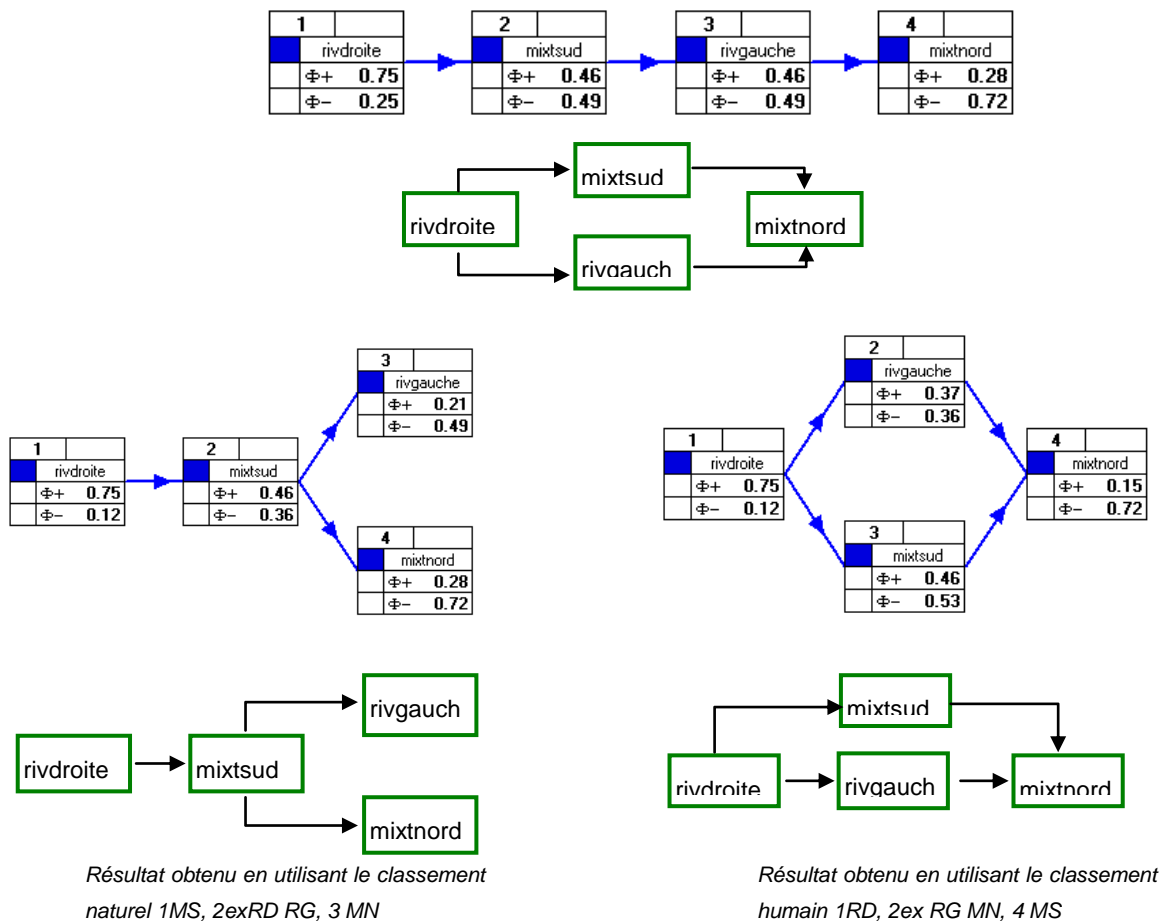 1 2 3 4
rivdroite mixtsud rivgauche mixtnord
Φ+ 0.75 Φ+ 0.46 Φ+ 0.46 Φ+ 0.28
Φ− 0.25 Φ− 0.49 Φ− 0.49 Φ− 0.72
mixtsud
rivdroite mixtnord
rivgauch
3
rivgauche
Φ+ 0.21
Φ− 0.49
1 2
rivdroite mixtsud
Φ+ 0.75 Φ+ 0.46
Φ− 0.12 Φ− 0.36
4
mixtnord
Φ+ 0.28
Φ− 0.72
2
rivgauche
Φ+ 0.37
Φ− 0.36
1 4
rivdroite mixtnord
Φ+ 0.75 Φ+ 0.15
Φ− 0.12 Φ− 0.72
3
mixtsud
Φ+ 0.46
Φ− 0.53
rivgauch
rivdroite mixtsud
mixtnord
Résultat obtenu en utilisant le classement
naturel 1MS, 2exRD RG, 3 MN
mixtsud
rivdroite rivgauch mixtnord
Résultat obtenu en utilisant le classement
humain 1RD, 2ex RG MN, 4 MS